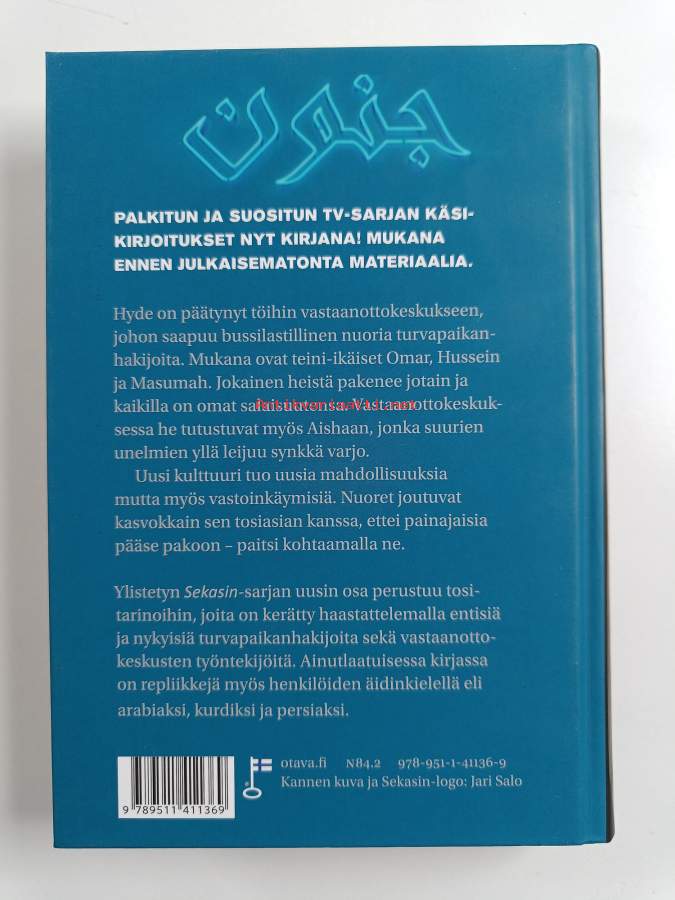 جنون
PALKITUN JA SUOSITUN TV-SARJAN KÄSI-
KIRJOITUKSET NYT KIRJANA! MUKANA
ENNEN JULKAISEMATONTA MATERIAALIA.
Hyde on päätynyt töihin vastaanottokeskukseen,
johon saapuu bussilastillinen nuoria turvapaikan-
hakijoita. Mukana ovat teini-ikäiset Omar, Hussein
ja Masumah. Jokainen heistä pakenee jotain ja
kaikilla on omat salaisuutensa. Vastaanottokeskuk-
sessa he tutustuvat myös Aishaan, jonka suurien
unelmien yllä leijuu synkkä varjo.
Uusi kulttuuri tuo uusia mahdollisuuksia
mutta myös vastoinkäymisiä. Nuoret joutuvat
kasvokkain sen tosiasian kanssa, ettei painajaisia
pääse pakoon – paitsi kohtaamalla ne.
Ylistetyn Sekasin-sarjan uusin osa perustuu tosi-
tarinoihin, joita on kerätty haastattelemalla entisiä
ja nykyisiä turvapaikanhakijoita sekä vastaanotto-
keskusten työntekijöitä. Ainutlaatuisessa kirjassa
on repliikkejä myös henkilöiden äidinkielellä eli
arabiaksi, kurdiksi ja persiaksi.
otava.fi N84.2 978-951-1-41136-9
Kannen kuva ja Sekasin-logo: Jari Salo
9 789511 411369